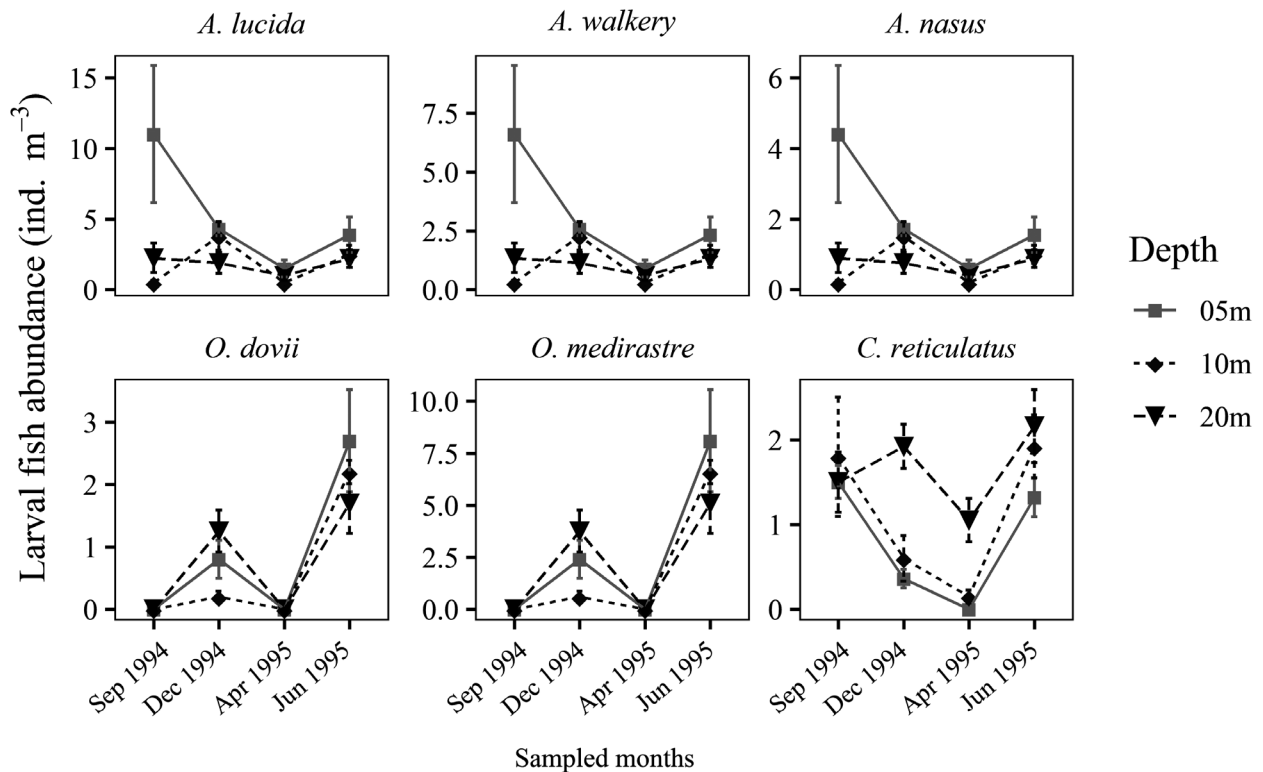 A. lucida
A. walkery
A. nasus
15
10
5
0
7.5
5.0
2.5
0.0
6
4
2
0
Larval fish abundance (ind. m⁻³)
O. dovii
O. medirastre
C. reticulatus
3
2
1
0
10.0
7.5
5.0
2.5
0.0
2
1
0
Sep 1994
Dec 1994
Apr 1995
Jun 1995
Sep 1994
Dec 1994
Apr 1995
Jun 1995
Sep 1994
Dec 1994
Apr 1995
Jun 1995
Sampled months
Depth
05m
10m
20m